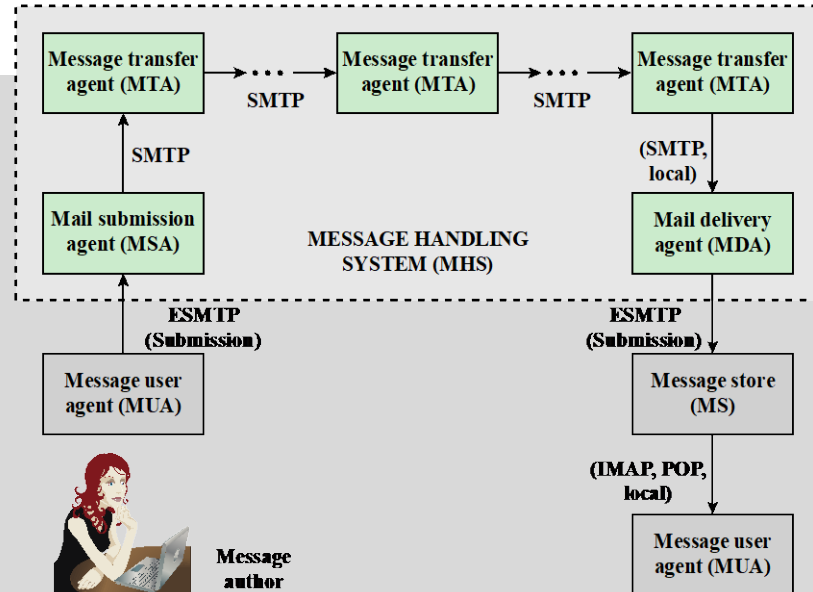 Message transfer
agent (MTA)
Message transfer
agent (MTA)
Message transfer
agent (MTA)
SMTP
SMTP
SMTP
(SMTP,
local)
Mail submission
agent (MSA)
MESSAGE HANDLING
SYSTEM (MHS)
Mail delivery
agent (MDA)
ESMTP
(Submission)
ESMTP
(Submission)
Message user
agent (MUA)
Message store
(MS)
(IMAP, POP,
local)
Message
author
Message user
agent (MUA)